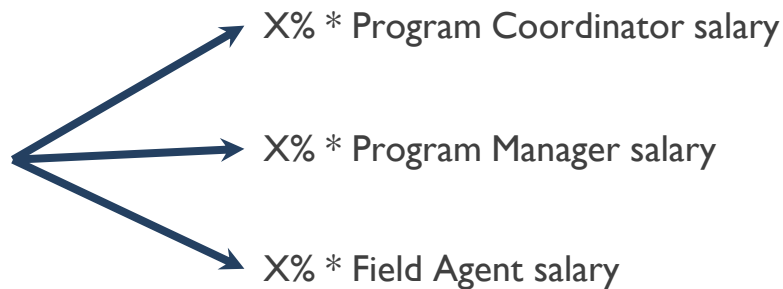 X% * Program Coordinator salary
X% * Program Manager salary
X% * Field Agent salary